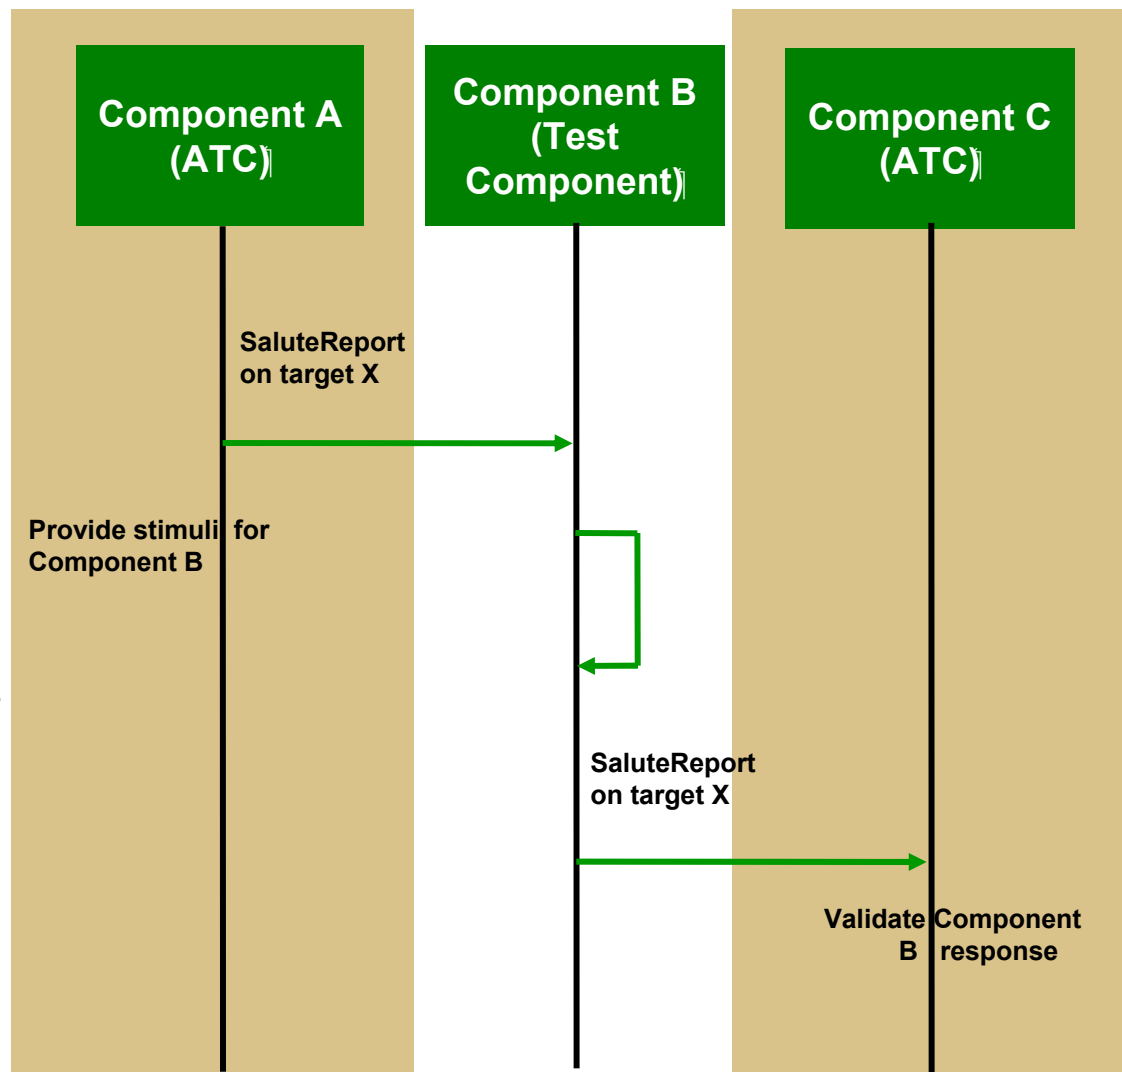 Component A
(ATC)
Component B
(Test
Component)
Component C
(ATC)
SaluteReport
on target X
Provide stimuli for
Component B
SaluteReport
on target X
Validate Component
B response